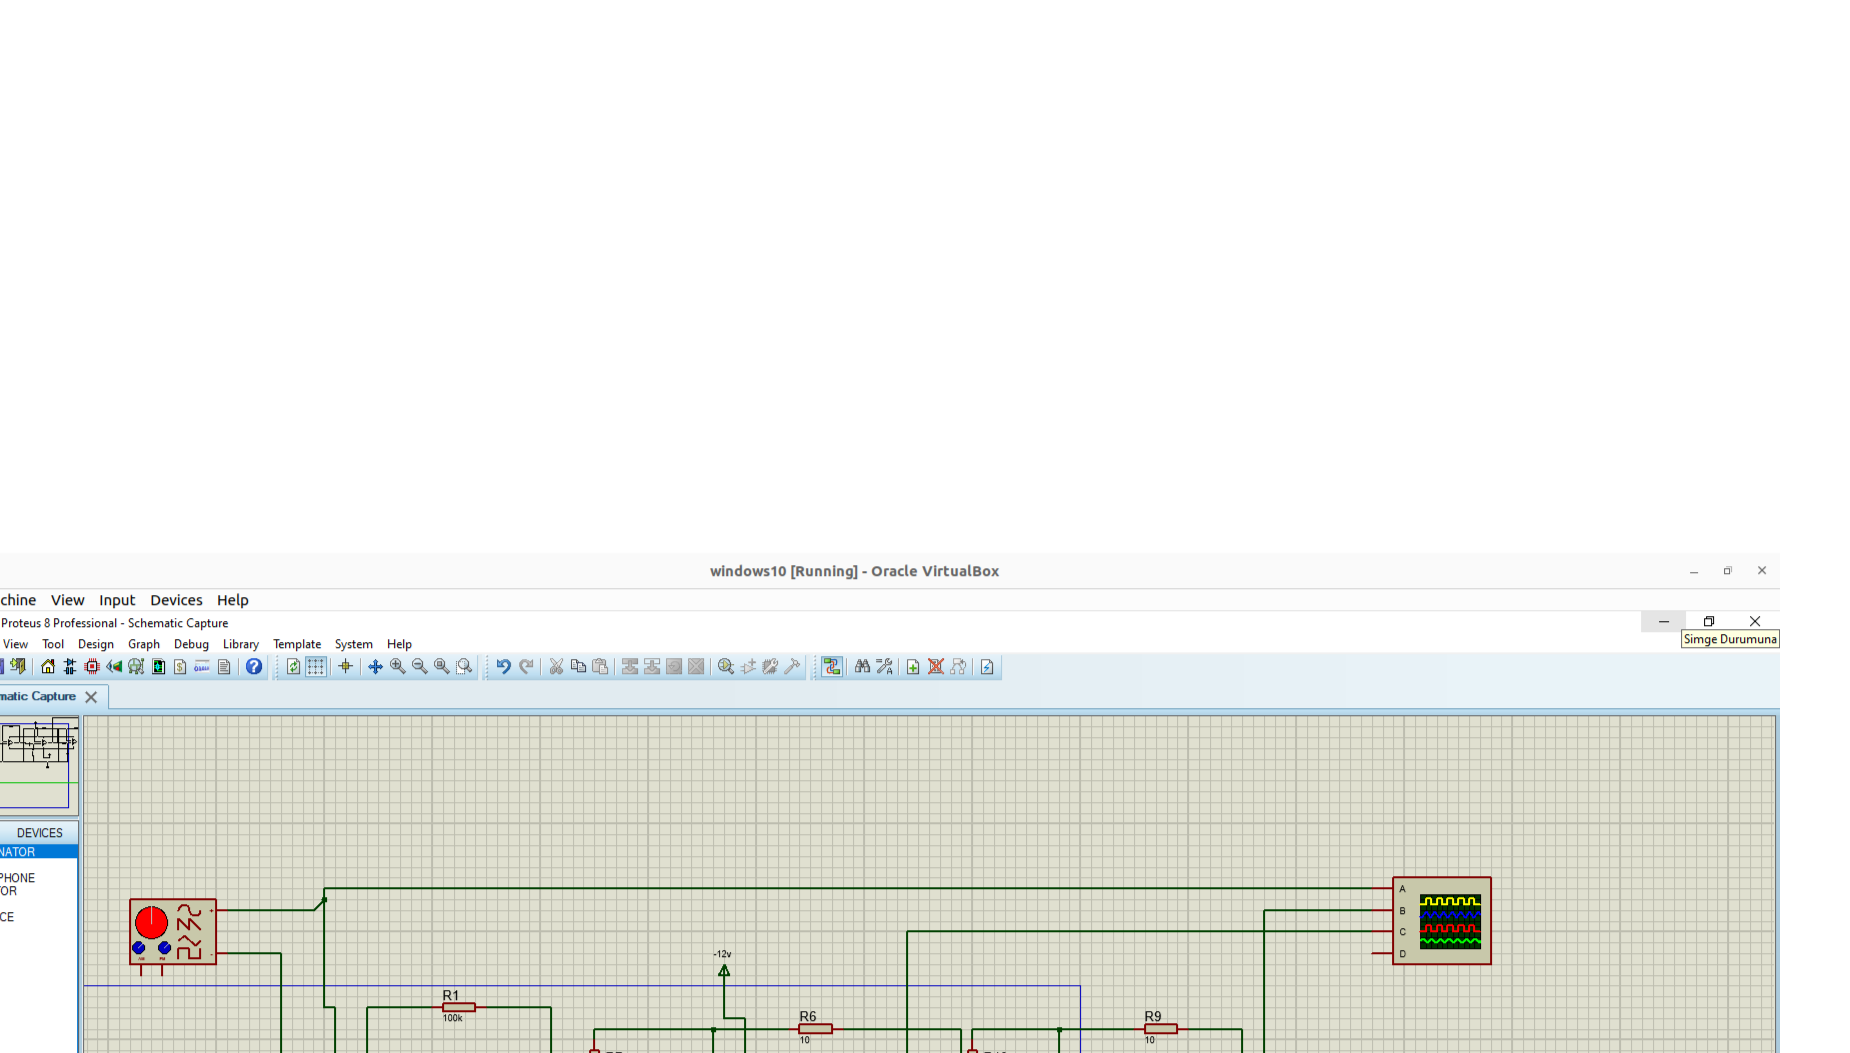 windows10 [Running] - Oracle VirtualBox
chine View Input Devices Help
Proteus 8 Professional - Schematic Capture
Simge Durumuna
View Tool Design Graph Debug Library Template System Help
matic Capture
DEVICES
NATOR
PHONE
TOR
CE
A
B
C
D
-12v
R1
100k
R6
10
R9
10